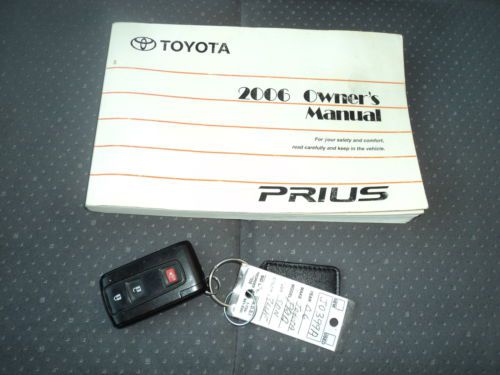 TOYOTA
2006 Owner's
Manual
For your safety and comfort,
read carefully and keep in the vehicle.
PRIUS